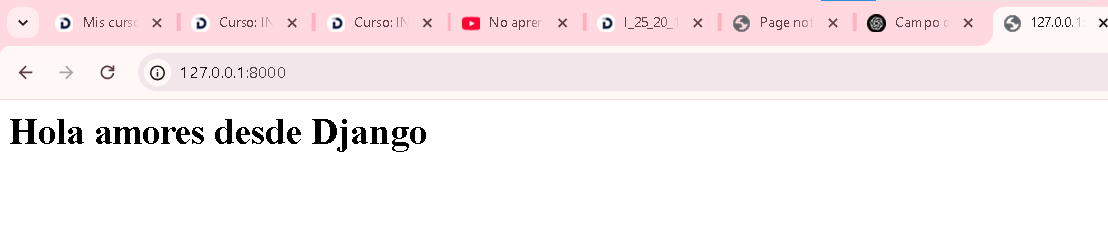 Mis curso
Curso: IN
Curso: IN
No apren
I_25_20_1
Page not
Campo c
127.0.0.1:
127.0.0.1:8000
Hola amores desde Django